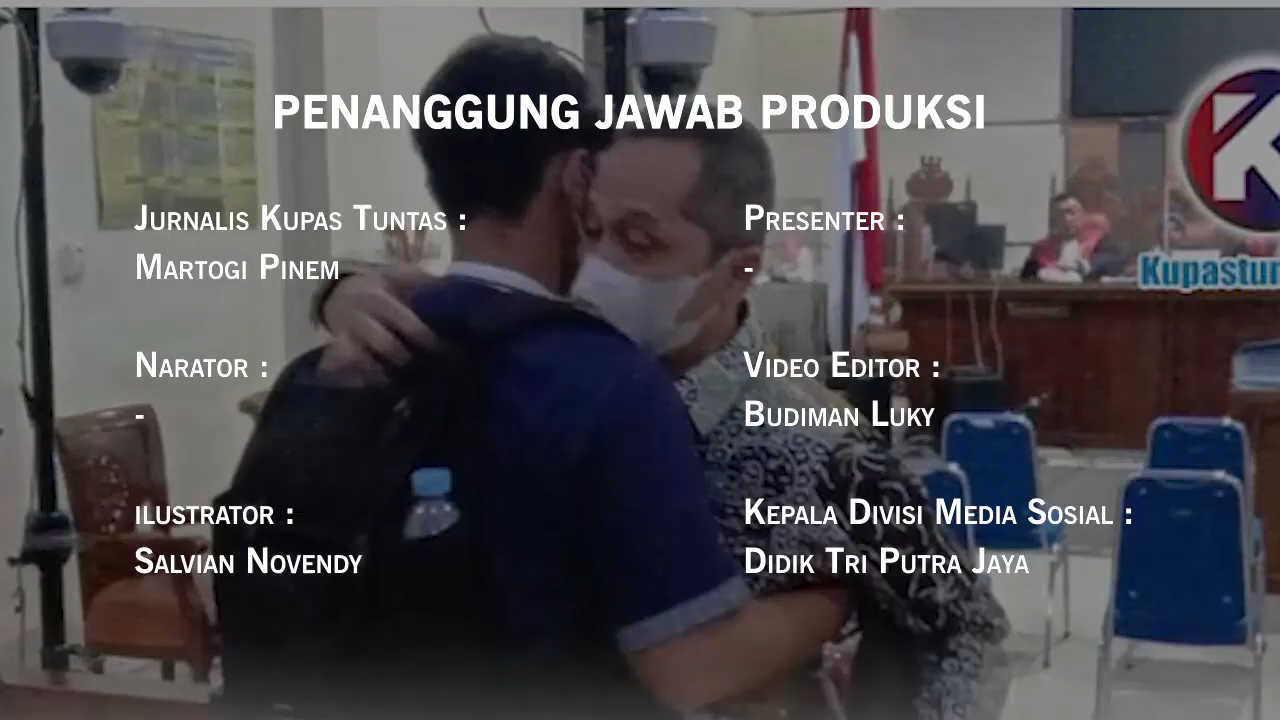 PENANGGUNG JAWAB PRODUKSI
JURNALIS KUPAS TUNTAS :
MARTOGI PINEM
PRESENTER :
-
NARATOR :
-
VIDEO EDITOR :
BUDIMAN LUKY
ILUSTRATOR :
SALVIAN NOVENDY
KEPALA DIVISI MEDIA SOSIAL :
DIDIK TRI PUTRA JAYA
K
Kupastun